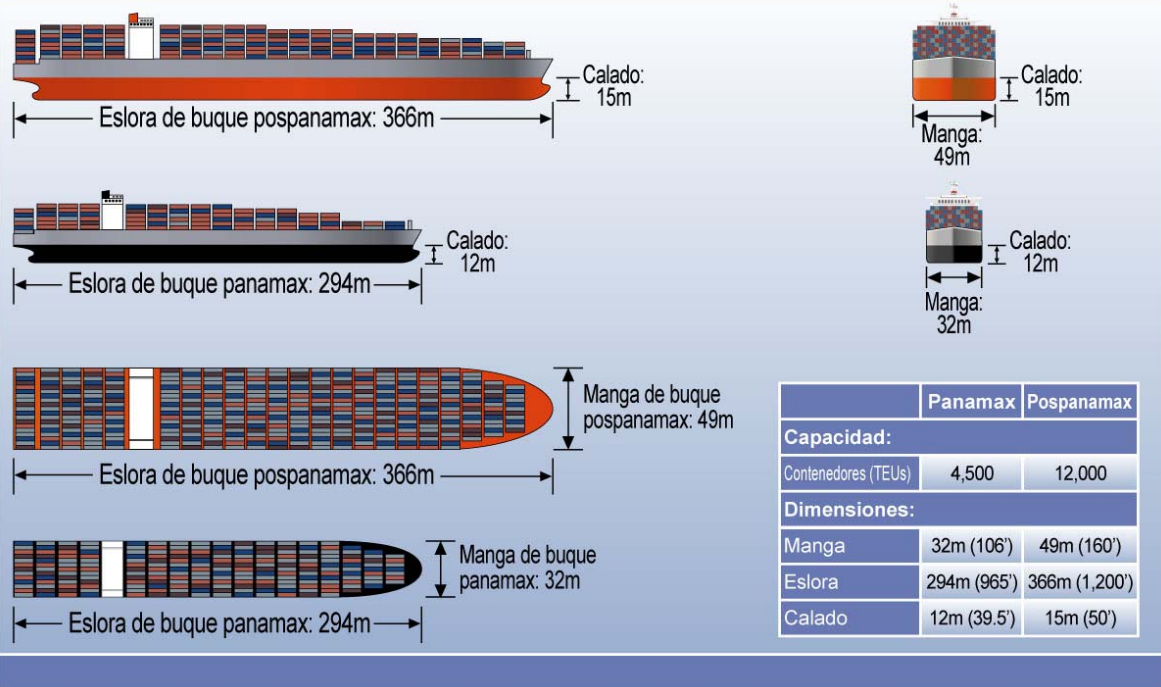 Calado:
15m
Eslora de buque pospanamax: 366m
Calado:
15m
Manga:
49m
Calado:
12m
Eslora de buque panamax: 294m
Calado:
12m
Manga:
32m
Manga de buque
pospanamax: 49m
Eslora de buque pospanamax: 366m
Manga de buque
panamax: 32m
Eslora de buque panamax: 294m
Panamax Pospanamax
Capacidad:
Contenedores (TEUs) 4,500 12,000
Dimensiones:
Manga 32m (106') 49m (160')
Eslora 294m (965') 366m (1,200')
Calado 12m (39.5') 15m (50')